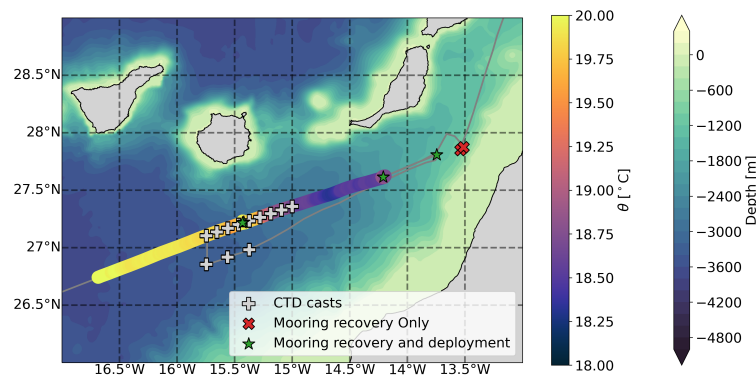 28.5°N
28°N
27.5°N
27°N
26.5°N
16.5°W
16°W
15.5°W
15°W
14.5°W
14°W
13.5°W
CTD casts
Mooring recovery Only
Mooring recovery and deployment
20.00
19.75
19.50
19.25
19.00
18.75
18.50
18.25
18.00
θ [°C]
0
−600
−1200
−1800
−2400
−3000
−3600
−4200
−4800
Depth [m]